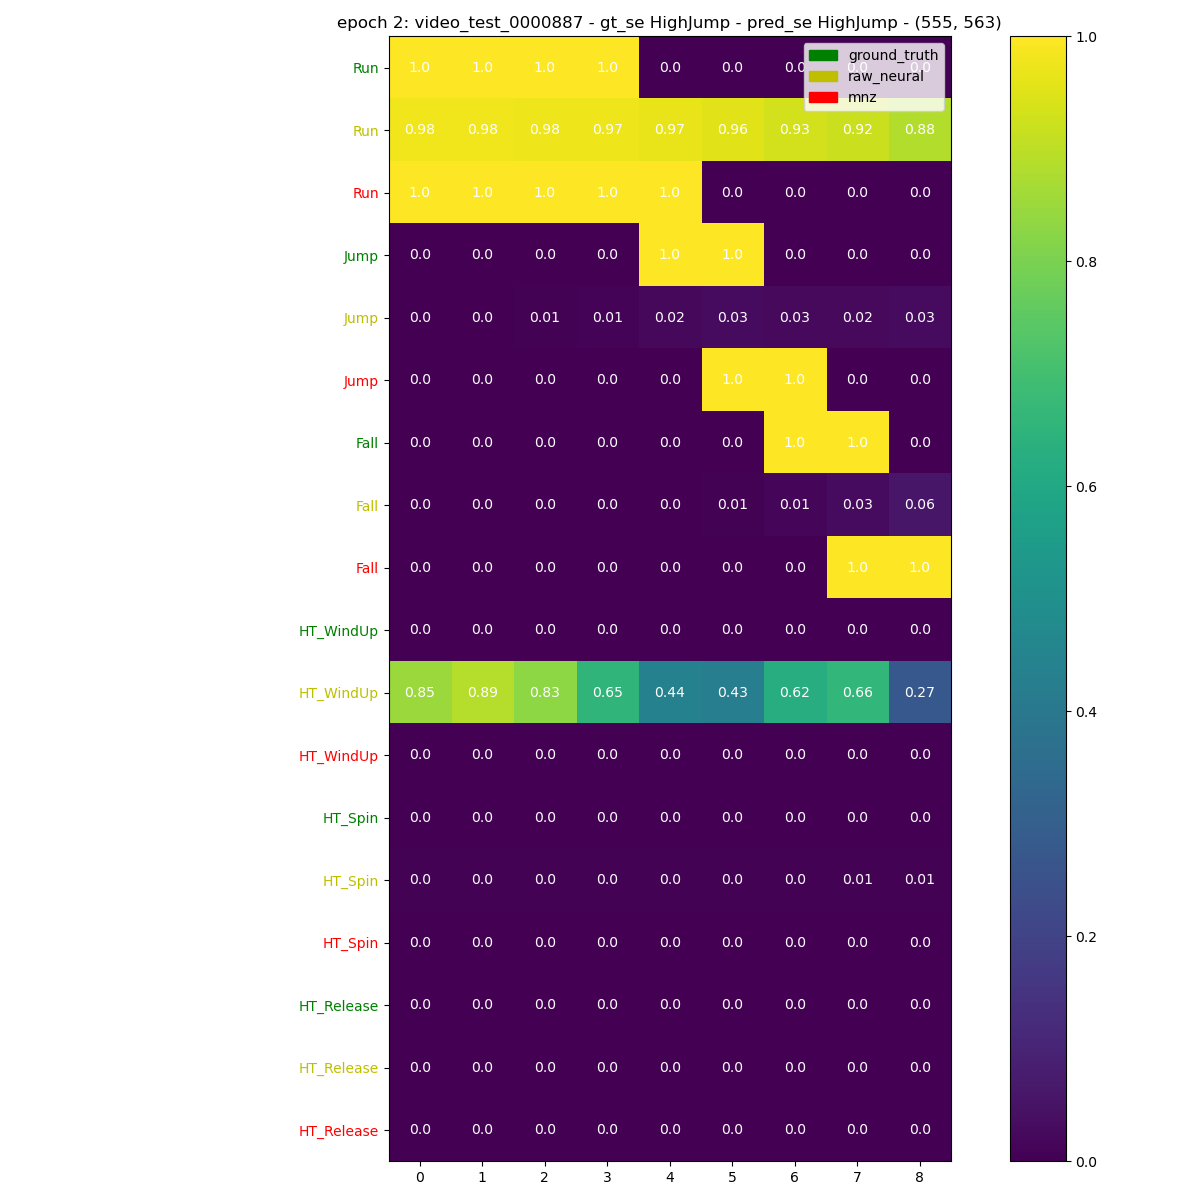 epoch 2: video_test_0000887 - gt_se HighJump - pred_se HighJump - (555, 563)
ground_truth
raw_neural
mnz
Run 1.0 1.0 1.0 1.0 0.0 0.0 0.0 0.0 0.0
Run 0.98 0.98 0.98 0.97 0.97 0.96 0.93 0.92 0.88
Run 1.0 1.0 1.0 1.0 1.0 0.0 0.0 0.0 0.0
Jump 0.0 0.0 0.0 0.0 1.0 1.0 0.0 0.0 0.0
Jump 0.0 0.0 0.01 0.01 0.02 0.03 0.03 0.02 0.03
Jump 0.0 0.0 0.0 0.0 0.0 1.0 1.0 0.0 0.0
Fall 0.0 0.0 0.0 0.0 0.0 0.0 1.0 1.0 0.0
Fall 0.0 0.0 0.0 0.0 0.0 0.01 0.01 0.03 0.06
Fall 0.0 0.0 0.0 0.0 0.0 0.0 0.0 1.0 1.0
HT_WindUp 0.0 0.0 0.0 0.0 0.0 0.0 0.0 0.0 0.0
HT_WindUp 0.85 0.89 0.83 0.65 0.44 0.43 0.62 0.66 0.27
HT_WindUp 0.0 0.0 0.0 0.0 0.0 0.0 0.0 0.0 0.0
HT_Spin 0.0 0.0 0.0 0.0 0.0 0.0 0.0 0.0 0.0
HT_Spin 0.0 0.0 0.0 0.0 0.0 0.0 0.0 0.01 0.01
HT_Spin 0.0 0.0 0.0 0.0 0.0 0.0 0.0 0.0 0.0
HT_Release 0.0 0.0 0.0 0.0 0.0 0.0 0.0 0.0 0.0
HT_Release 0.0 0.0 0.0 0.0 0.0 0.0 0.0 0.0 0.0
HT_Release 0.0 0.0 0.0 0.0 0.0 0.0 0.0 0.0 0.0
0 1 2 3 4 5 6 7 8
1.0
0.8
0.6
0.4
0.2
0.0